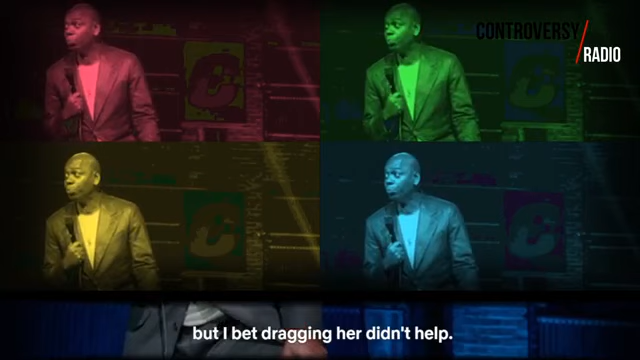 CONTROVERSY/
RADIO
C C
C C
but I bet dragging her didn't help.